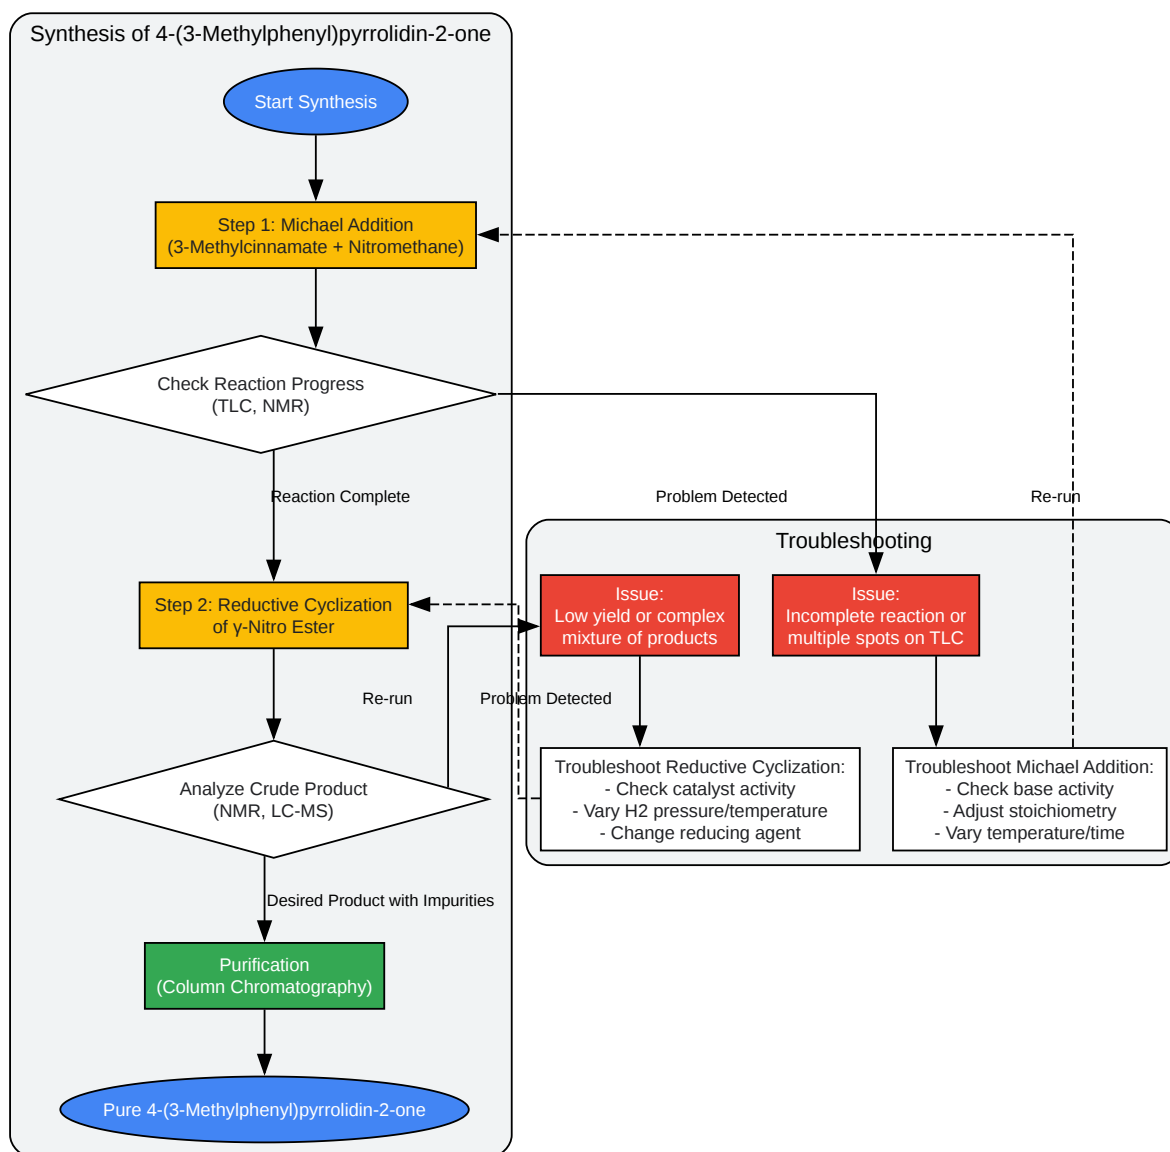 Synthesis of 4-(3-Methylphenyl)pyrrolidin-2-one
Start Synthesis
Step 1: Michael Addition
(3-Methylcinnamate + Nitromethane)
Check Reaction Progress
(TLC, NMR)
Reaction Complete
Problem Detected
Re-run
Troubleshooting
Step 2: Reductive Cyclization
of γ-Nitro Ester
Issue:
Low yield or complex
mixture of products
Issue:
Incomplete reaction or
multiple spots on TLC
Re-run
Problem Detected
Analyze Crude Product
(NMR, LC-MS)
Troubleshoot Reductive Cyclization:
- Check catalyst activity
- Vary H2 pressure/temperature
- Change reducing agent
Troubleshoot Michael Addition:
- Check base activity
- Adjust stoichiometry
- Vary temperature/time
Desired Product with Impurities
Purification
(Column Chromatography)
Pure 4-(3-Methylphenyl)pyrrolidin-2-one